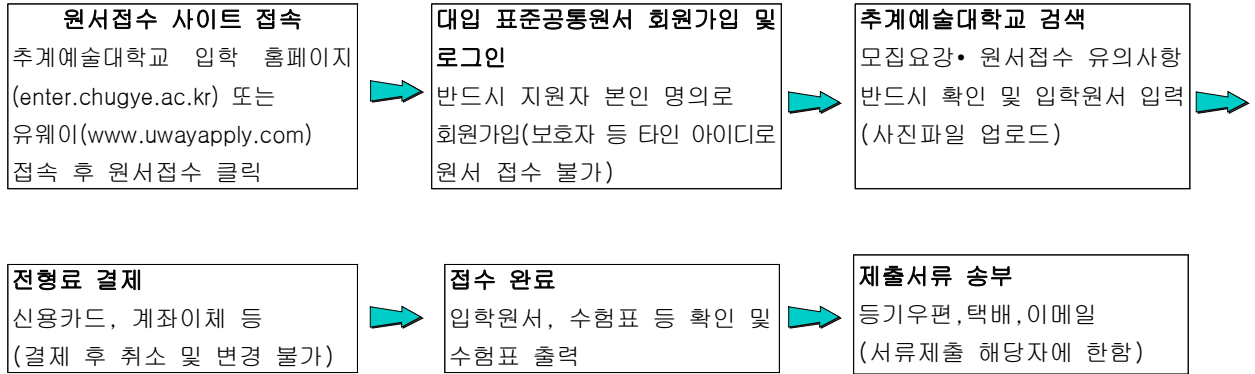 원서접수 사이트 접속
추계예술대학교 입학 홈페이지
(enter.chugye.ac.kr) 또는
유웨이(www.uwayapply.com)
접속 후 원서접수 클릭
대입 표준공통원서 회원가입 및
로그인
반드시 지원자 본인 명의로
회원가입(보호자 등 타인 아이디로
원서 접수 불가)
추계예술대학교 검색
모집요강• 원서접수 유의사항
반드시 확인 및 입학원서 입력
(사진파일 업로드)
전형료 결제
신용카드, 계좌이체 등
(결제 후 취소 및 변경 불가)
접수 완료
입학원서, 수험표 등 확인 및
수험표 출력
제출서류 송부
등기우편,택배,이메일
(서류제출 해당자에 한함)